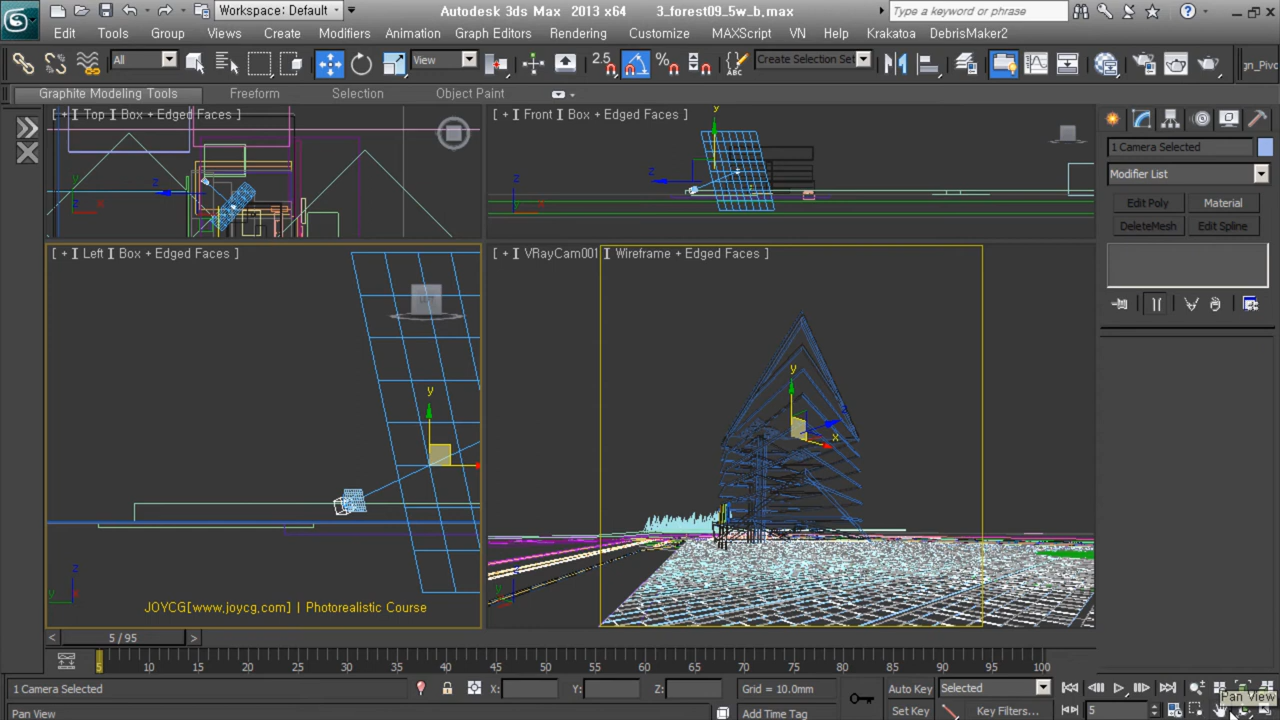 Workspace: Default
Autodesk 3ds Max 2013 x64 3_forest09_5w_b,max
Type a keyword or phrase
Edit Tools Group Views Create Modifiers Animation Graph Editors Rendering Customize MAXScript VN Help Krakatoa DebrisMaker2
All View 2.5 Create Selection Set gn_Pivo
Graphite Modeling Tools Freeform Selection Object Paint
[ + ] Top ] Box + Edged Faces ]
[ + ] Front ] Box + Edged Faces ]
1 Camera Selected
Modifier List
Edit Poly Material
DeleteMesh Edit Spline
[ + ] Left ] Box + Edged Faces ]
[ + ] VRayCam001 ] Wireframe + Edged Faces ]
JOYCG[www.joycg.com] | Photorealistic Course
< 5 / 95 >
5 10 15 20 25 30 35 40 45 50 55 60 65 70 75 80 85 90 95 100
1 Camera Selected X: Y: Z: Grid = 10.0mm Auto Key Selected
Pan View
Pan View Add Time Tag Set Key Key Filters... 5